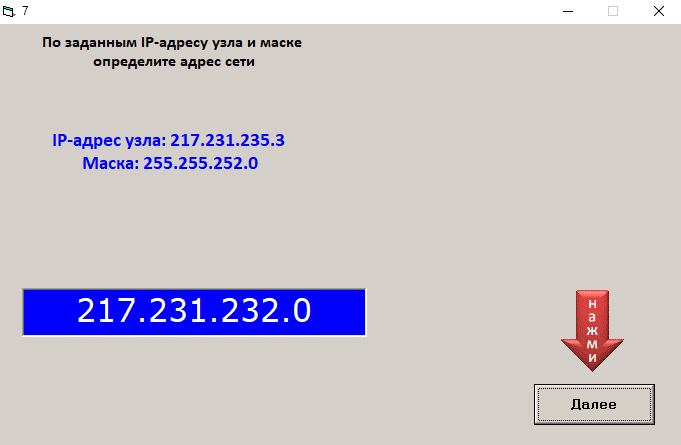 7
По заданным IP-адресу узла и маске
определите адрес сети
IP-адрес узла: 217.231.235.3
Маска: 255.255.252.0
217.231.232.0
нажми
Далее